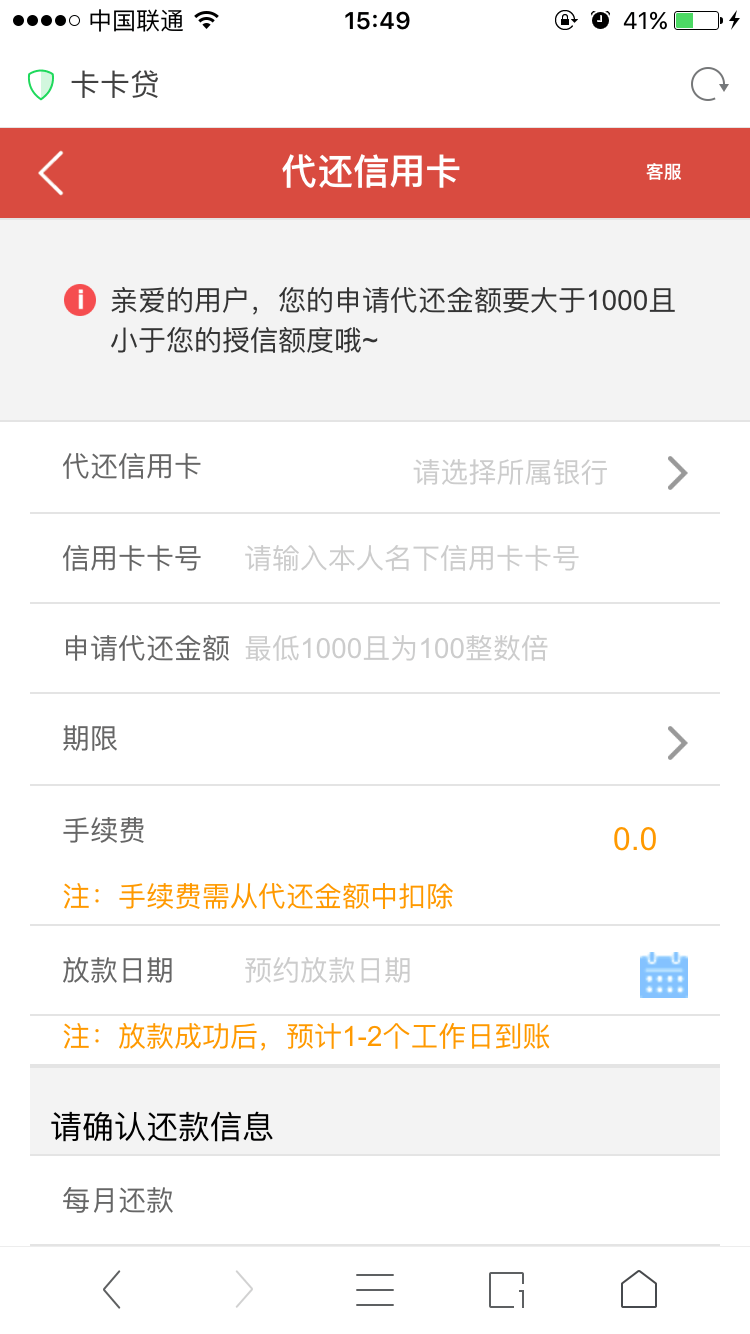 中国联通
15:49
41%
卡卡贷
代还信用卡
客服
亲爱的用户，您的申请代还金额要大于1000且
小于您的授信额度哦~
代还信用卡 请选择所属银行
信用卡卡号 请输入本人名下信用卡卡号
申请代还金额 最低1000且为100整数倍
期限
手续费 0.0
注：手续费需从代还金额中扣除
放款日期 预约放款日期
注：放款成功后，预计1-2个工作日到账
请确认还款信息
每月还款
1